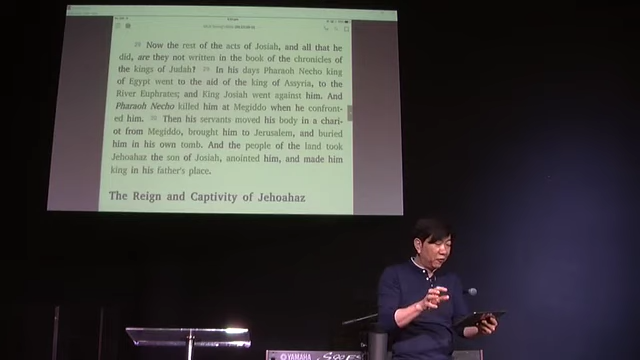 28 Now the rest of the acts of Josiah, and all that he
did, are they not written in the book of the chronicles of
the kings of Judah? 29 In his days Pharaoh Necho king
of Egypt went to the aid of the king of Assyria, to the
River Euphrates; and King Josiah went against him. And
Pharaoh Necho killed him at Megiddo when he confront-
ed him. 30 Then his servants moved his body in a chari-
ot from Megiddo, brought him to Jerusalem, and buried
him in his own tomb. And the people of the land took
Jehoahaz the son of Josiah, anointed him, and made him
king in his father's place.
The Reign and Captivity of Jehoahaz
YAMAHA